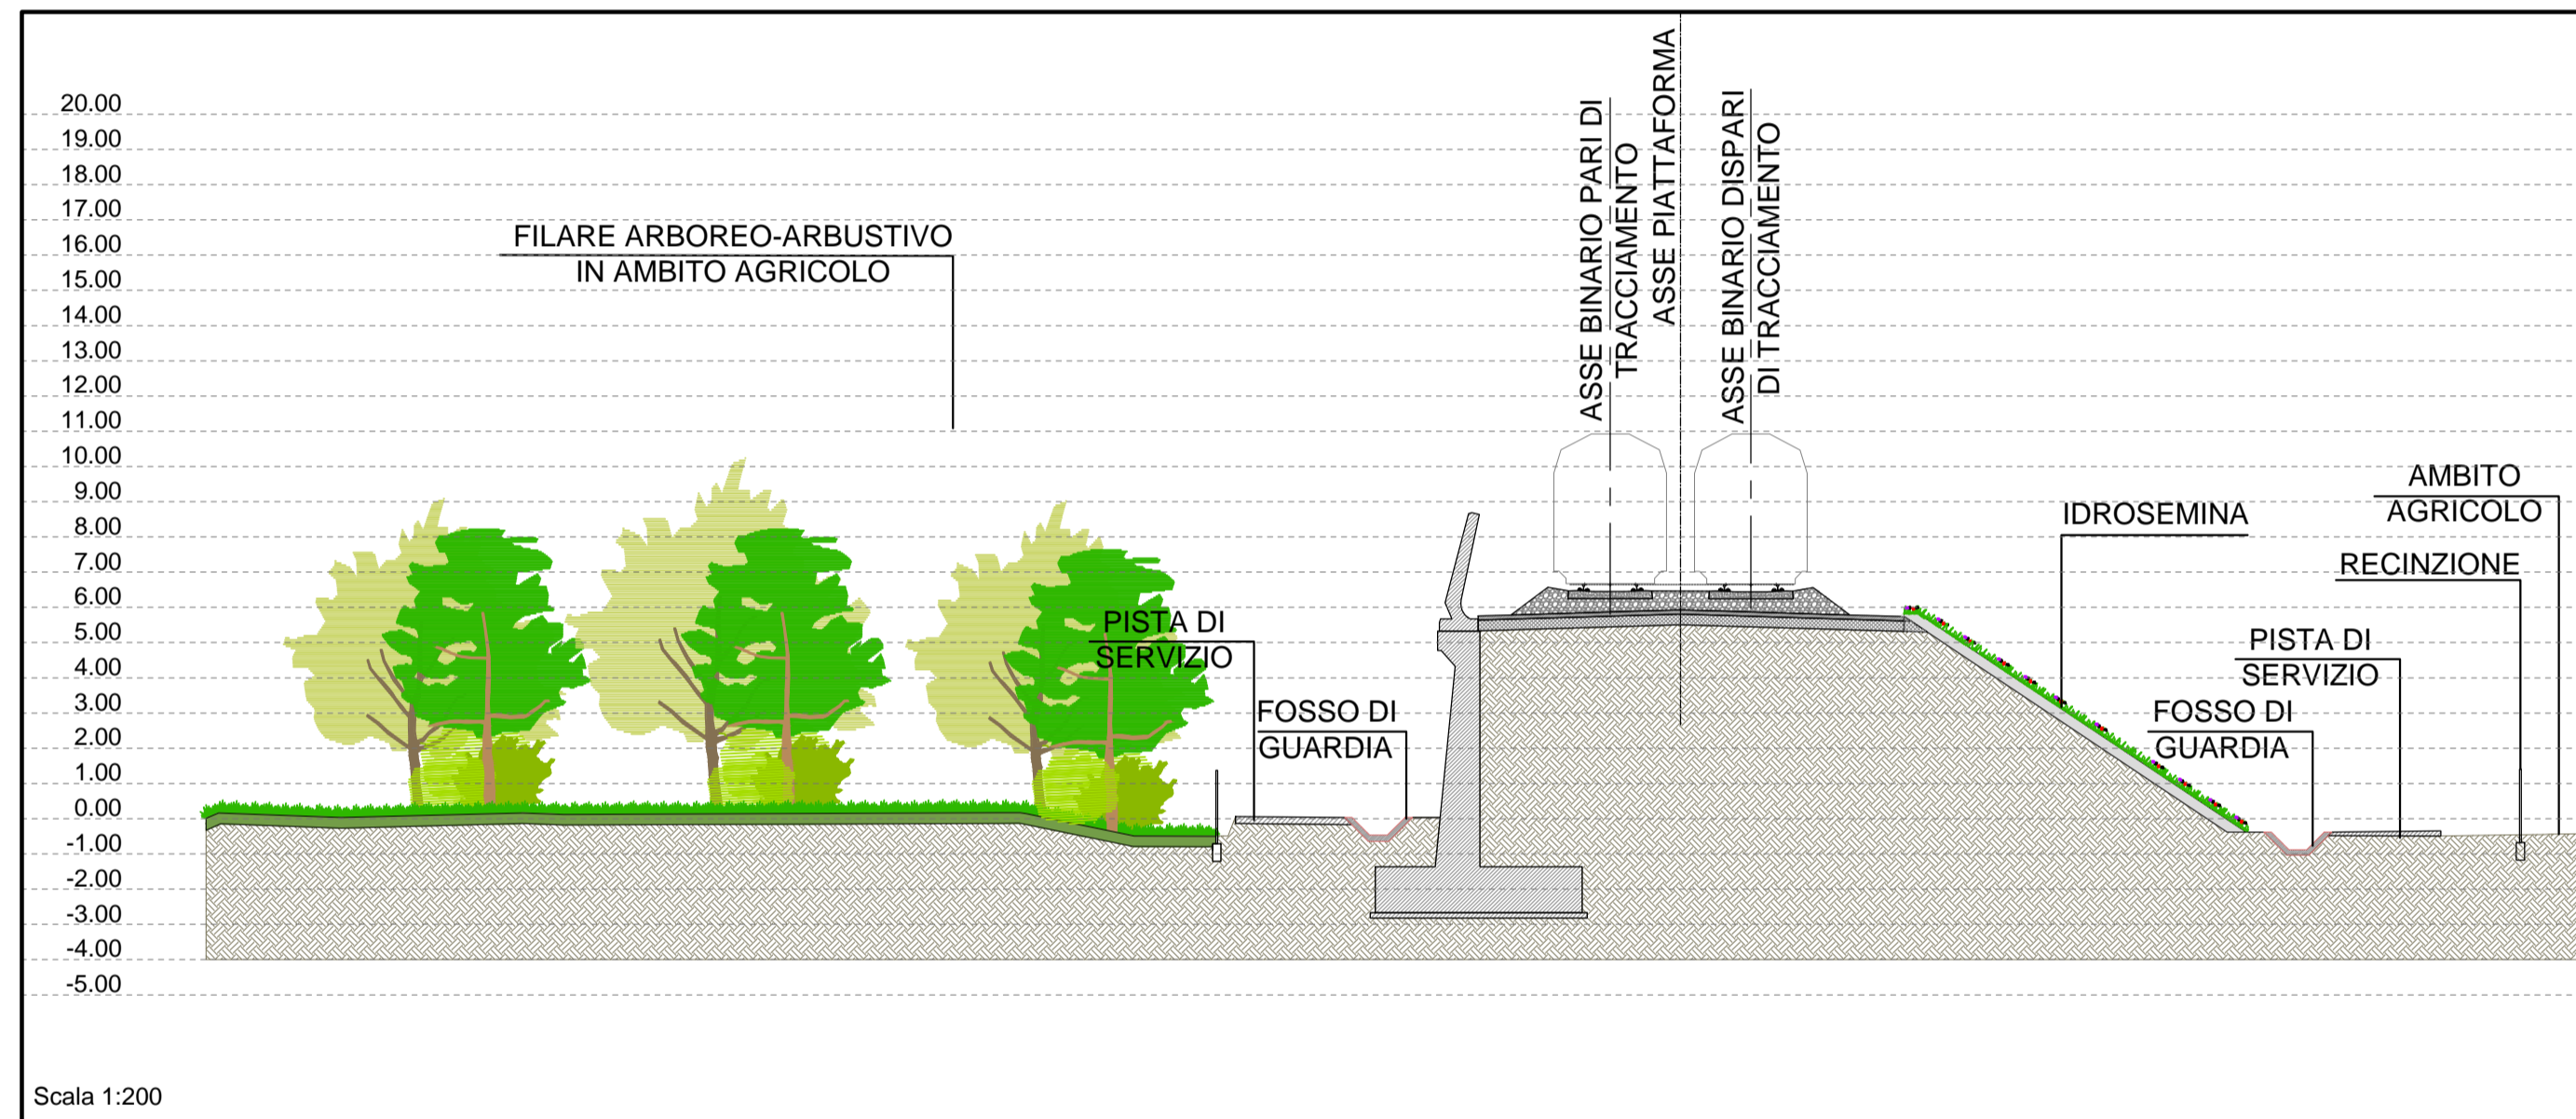 20.00
19.00
18.00
17.00
16.00
15.00
14.00
13.00
12.00
11.00
10.00
9.00
8.00
7.00
6.00
5.00
4.00
3.00
2.00
1.00
0.00
-1.00
-2.00
-3.00
-4.00
-5.00
FILARE ARBOREO-ARBUSTIVO
IN AMBITO AGRICOLO
PISTA DI
SERVIZIO
FOSSO DI
GUARDIA
ASSE BINARIO PARI DI
TRACCIAMENTO
ASSE PIATTAFORMA
ASSE BINARIO DISPARI
DI TRACCIAMENTO
IDROSEMINA
AMBITO
AGRICOLO
RECINZIONE
PISTA DI
SERVIZIO
FOSSO DI
GUARDIA
Scala 1:200